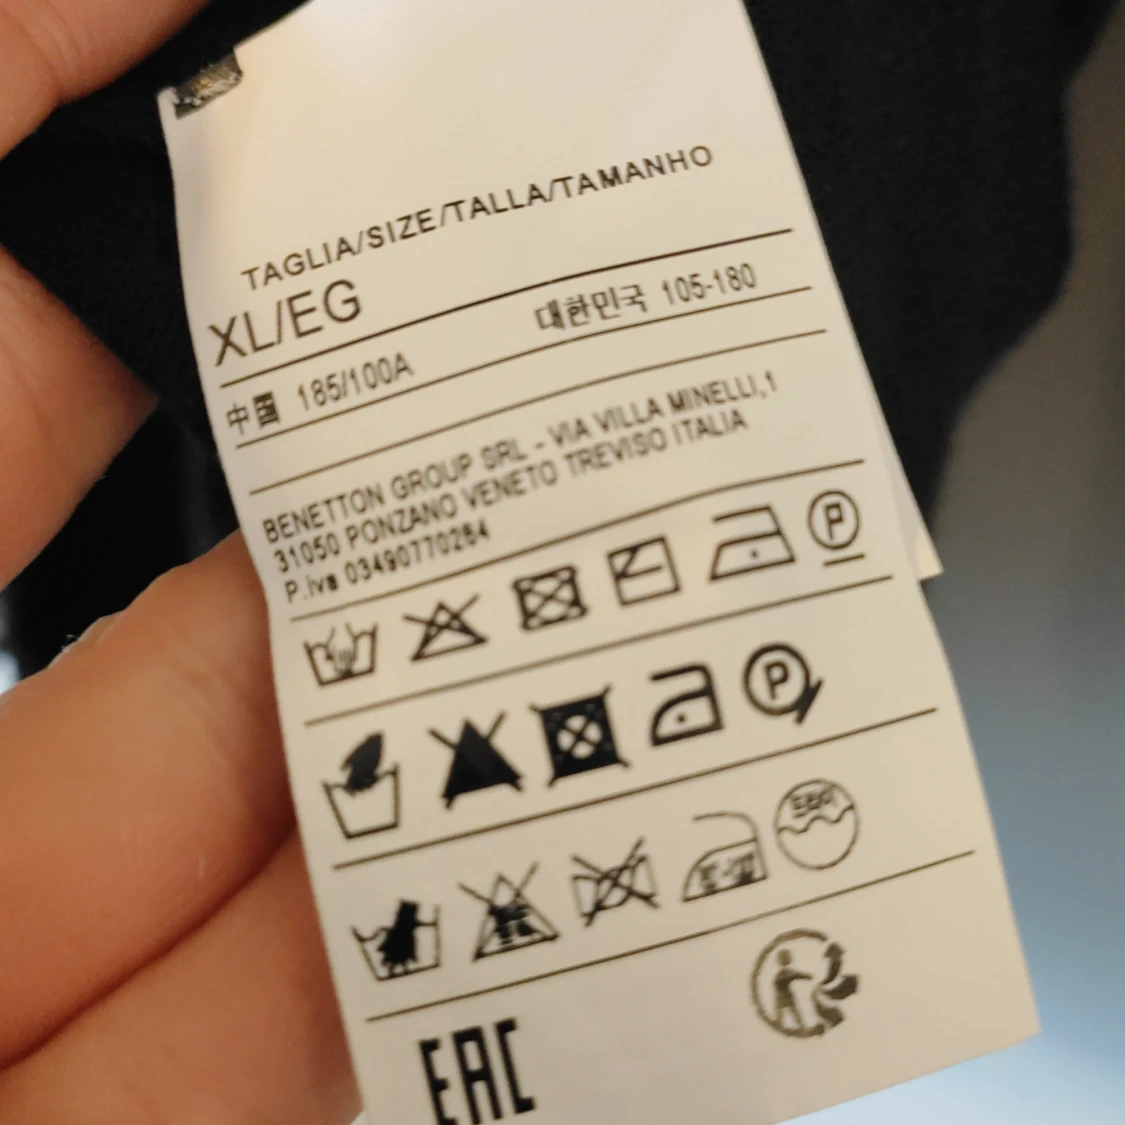 TAGLIA/SIZE/TALLA/TAMANHO
XL/EG
대한민국 105-180
中国 185/100A
BENETTON GROUP SRL - VIA VILLA MINELLI,1
31050 PONZANO VENETO TREVISO ITALIA
P.iva 03490770264
P
P
EAC